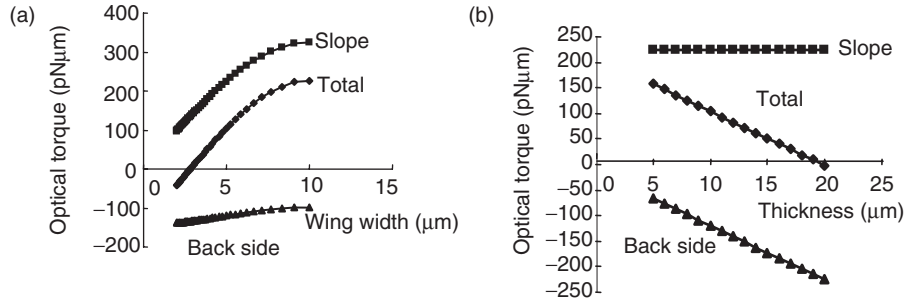 (a)
Optical torque (pNµm)
400
300
200
100
0
−100
−200
0
5
10
15
Slope
Total
Wing width (µm)
Back side
(b)
Optical torque (pNµm)
250
200
150
100
50
0
−50
−100
−150
−200
−250
−250
0
5
10
15
20
25
Slope
Total
Thickness (µm)
Back side